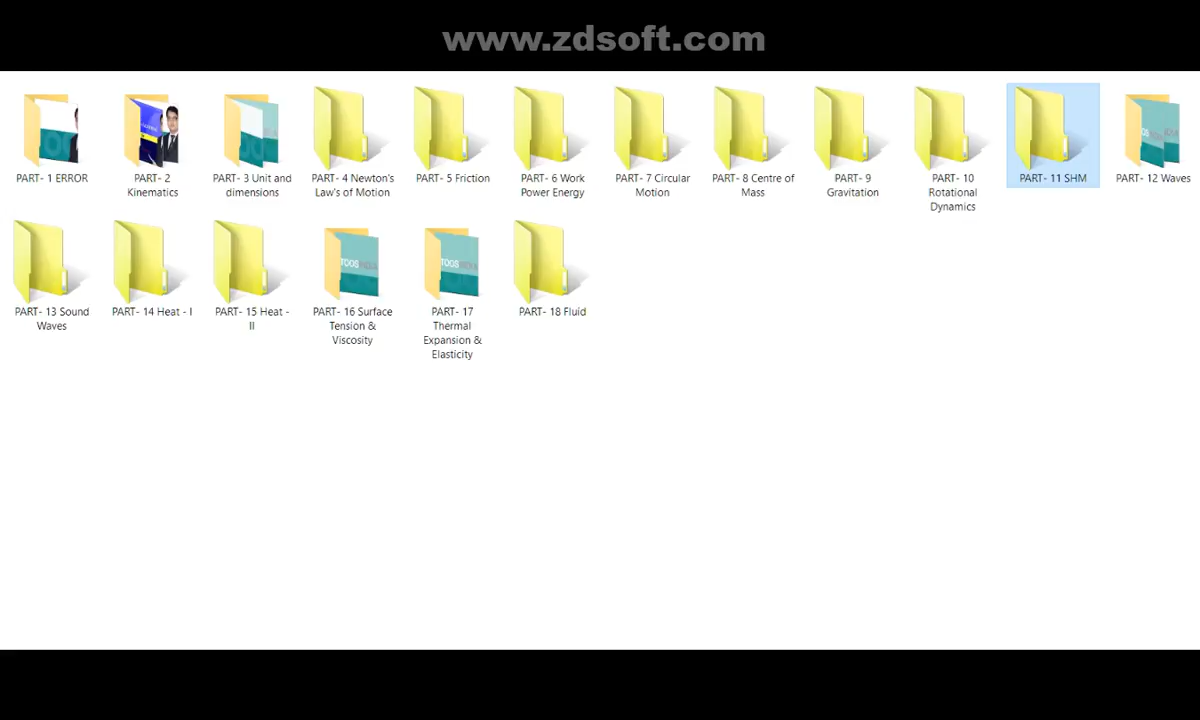 www.zdsoft.com
PART- 1 ERROR
PART- 2
Kinematics
PART- 3 Unit and
dimensions
PART- 4 Newton's
Law's of Motion
PART- 5 Friction
PART- 6 Work
Power Energy
PART- 7 Circular
Motion
PART- 8 Centre of
Mass
PART- 9
Gravitation
PART- 10
Rotational
Dynamics
PART- 11 SHM
PART- 12 Waves
PART- 13 Sound
Waves
PART- 14 Heat - I
PART- 15 Heat -
II
PART- 16 Surface
Tension &
Viscosity
PART- 17
Thermal
Expansion &
Elasticity
PART- 18 Fluid